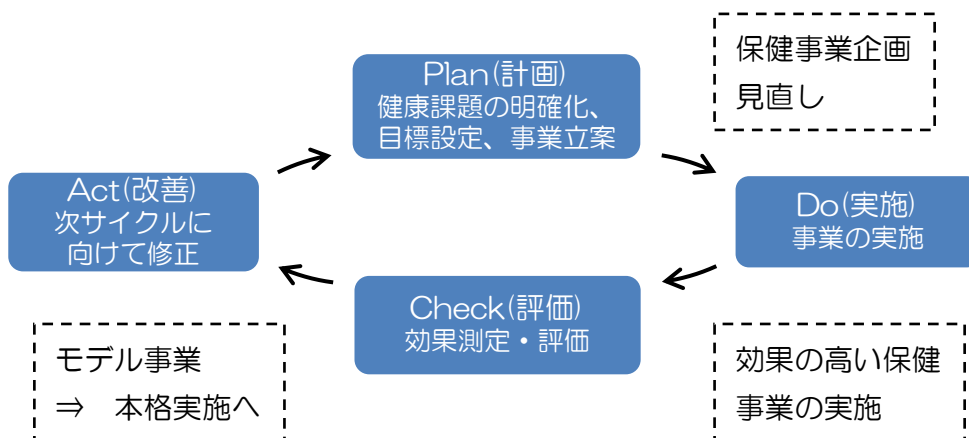 保健事業企画
見直し
Plan(計画)
健康課題の明確化、
目標設定、事業立案
Act(改善)
次サイクルに
向けて修正
Do(実施)
事業の実施
Check(評価)
効果測定・評価
モデル事業
⇒　本格実施へ
効果の高い保健
事業の実施